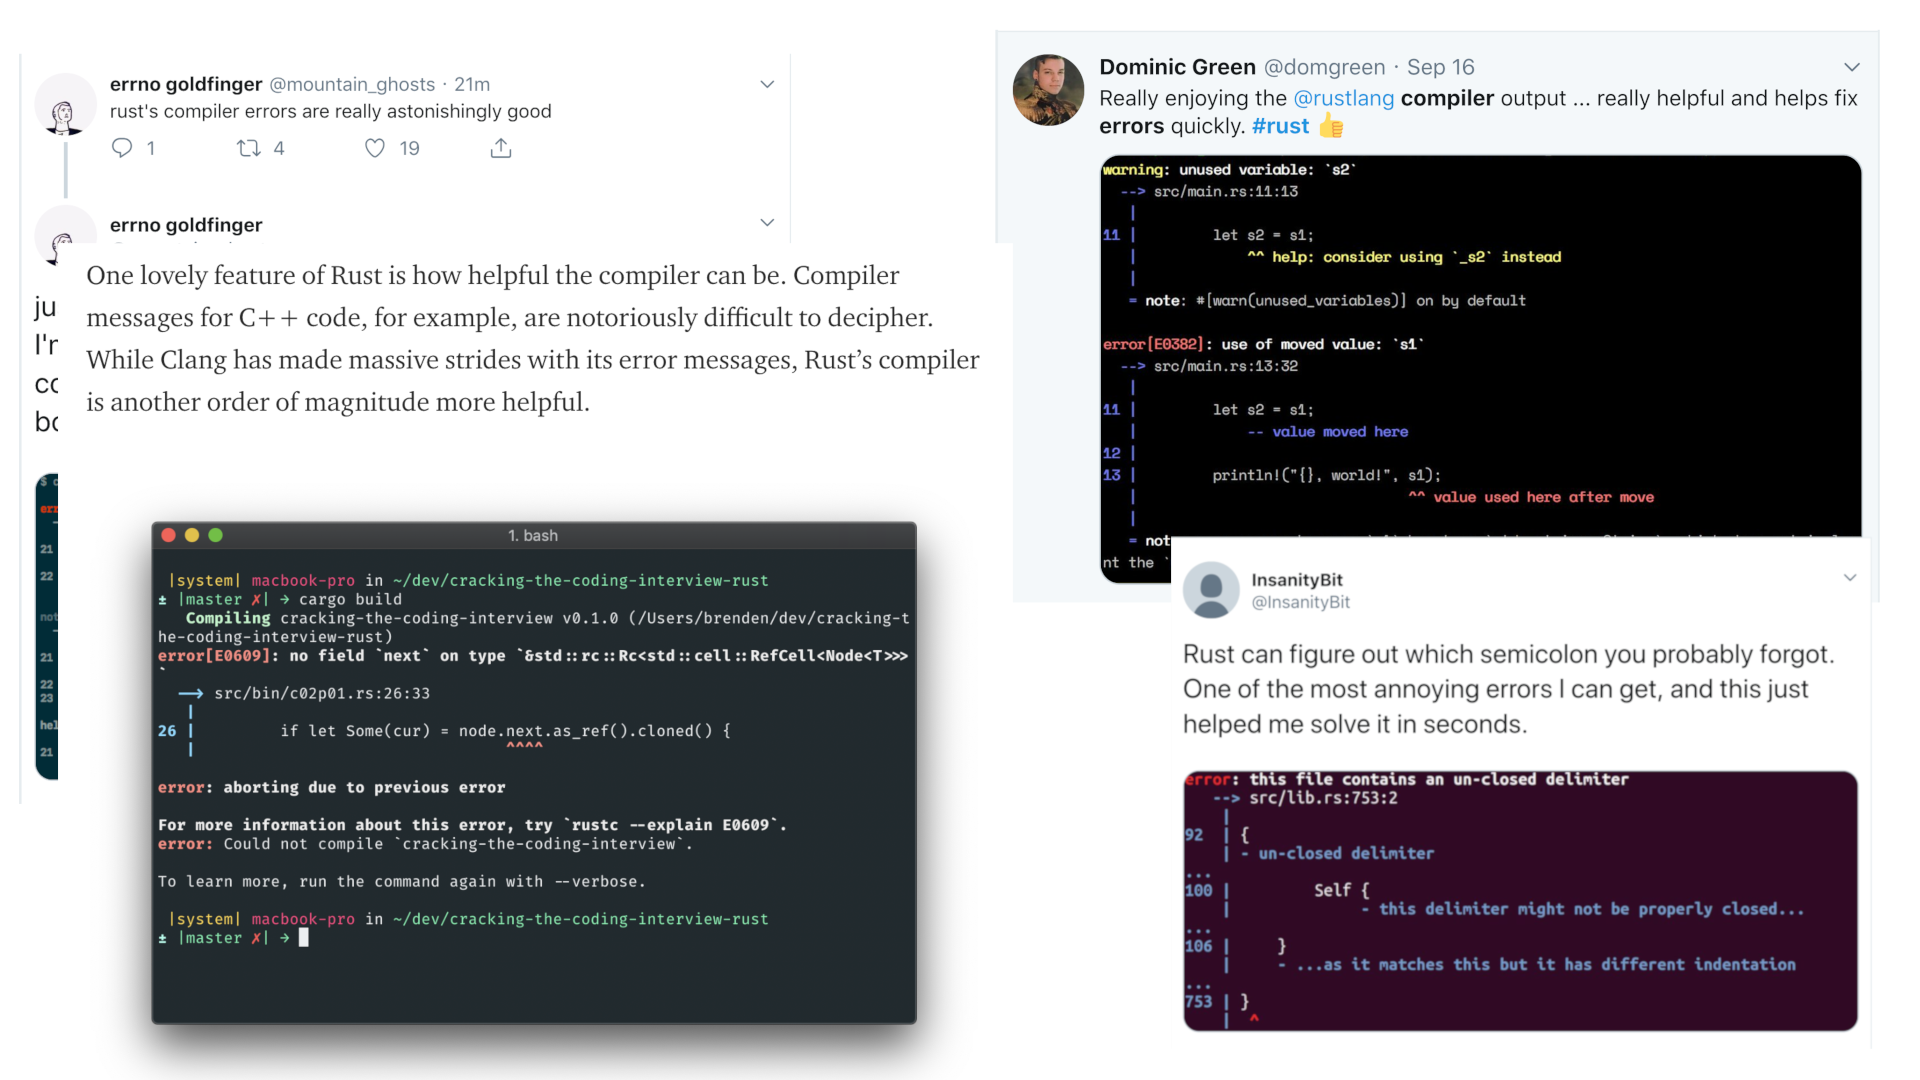 errno goldfinger @mountain_ghosts · 21m
rust's compiler errors are really astonishingly good
1 4 19
errno goldfinger
ju
I'm
co
bo
One lovely feature of Rust is how helpful the compiler can be. Compiler
messages for C++ code, for example, are notoriously difficult to decipher.
While Clang has made massive strides with its error messages, Rust’s compiler
is another order of magnitude more helpful.
$ c
err
21
22
not
21
22
23
hel
21
1. bash
|system| macbook-pro in ~/dev/cracking-the-coding-interview-rust
± |master ✗| → cargo build
Compiling cracking-the-coding-interview v0.1.0 (/Users/brenden/dev/cracking-t
he-coding-interview-rust)
error[E0609]: no field `next` on type `&std::rc::Rc<std::cell::RefCell<Node<T>>>
`
--> src/bin/c02p01.rs:26:33
|
26 | if let Some(cur) = node.next.as_ref().cloned() {
| ^^^^
error: aborting due to previous error
For more information about this error, try `rustc --explain E0609`.
error: Could not compile `cracking-the-coding-interview`.
To learn more, run the command again with --verbose.
|system| macbook-pro in ~/dev/cracking-the-coding-interview-rust
± |master ✗| →
Dominic Green @domgreen · Sep 16
Really enjoying the @rustlang compiler output ... really helpful and helps fix
errors quickly. #rust 👍
warning: unused variable: `s2`
--> src/main.rs:11:13
|
11 | let s2 = s1;
| ^^ help: consider using `_s2` instead
|
= note: #[warn(unused_variables)] on by default
error[E0382]: use of moved value: `s1`
--> src/main.rs:13:32
|
11 | let s2 = s1;
| -- value moved here
12 |
13 | println!("{}, world!", s1);
| ^^ value used here after move
|
= not
nt the `
InsanityBit
@InsanityBit
Rust can figure out which semicolon you probably forgot.
One of the most annoying errors I can get, and this just
helped me solve it in seconds.
error: this file contains an un-closed delimiter
--> src/lib.rs:753:2
|
92 | {
| - un-closed delimiter
...
100 | Self {
| - this delimiter might not be properly closed...
...
106 | }
| - ...as it matches this but it has different indentation
...
753 | }
| ^